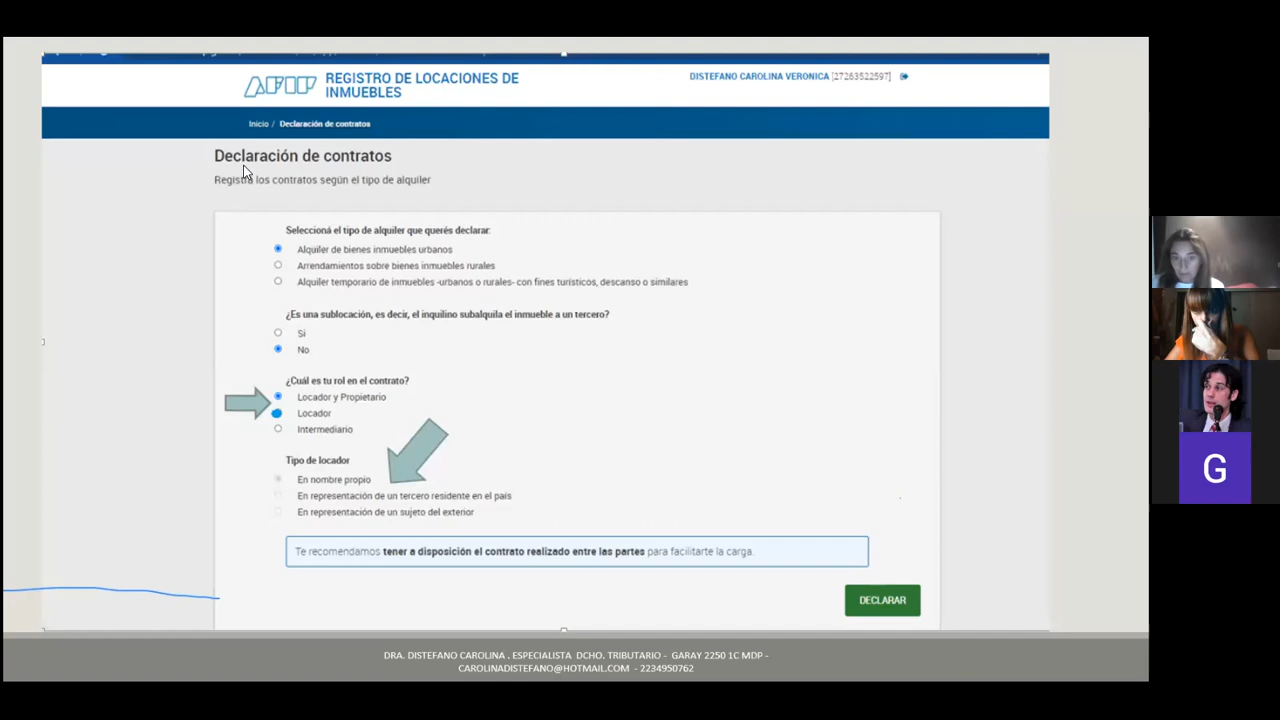 AFIP
REGISTRO DE LOCACIONES DE
INMUEBLES
DISTEFANO CAROLINA VERONICA [27263522597]
Inicio / Declaración de contratos
Declaración de contratos
Registrá los contratos según el tipo de alquiler
Seleccioná el tipo de alquiler que querés declarar:
Alquiler de bienes inmuebles urbanos
Arrendamientos sobre bienes inmuebles rurales
Alquiler temporario de inmuebles -urbanos o rurales- con fines turísticos, descanso o similares
¿Es una sublocación, es decir, el inquilino subalquila el inmueble a un tercero?
Si
No
¿Cuál es tu rol en el contrato?
Locador y Propietario
Locador
Intermediario
Tipo de locador
En nombre propio
En representación de un tercero residente en el país
En representación de un sujeto del exterior
Te recomendamos tener a disposición el contrato realizado entre las partes para facilitarte la carga.
DECLARAR
DRA. DISTEFANO CAROLINA . ESPECIALISTA DCHO. TRIBUTARIO - GARAY 2250 1C MDP -
CAROLINADISTEFANO@HOTMAIL.COM - 2234950762
G